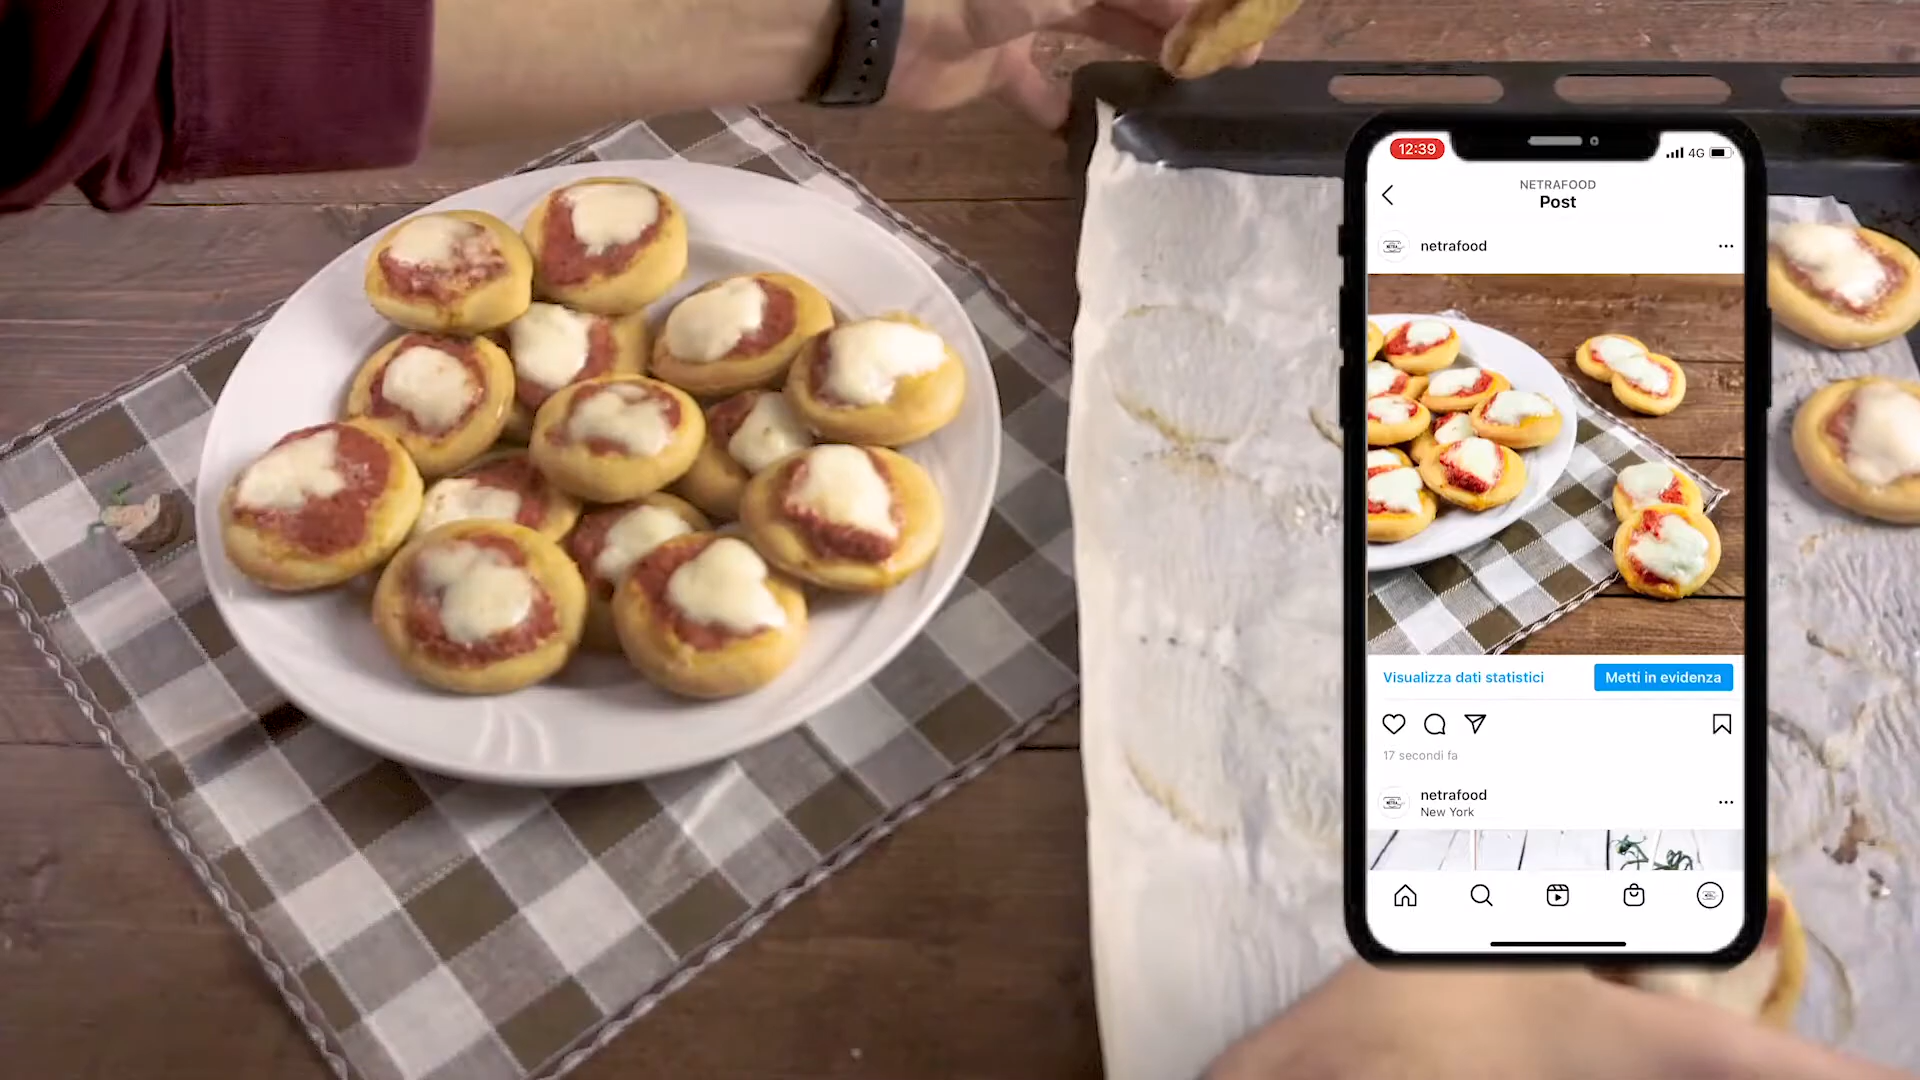 12:39
4G
NETRAFOOD
Post
netrafood
Visualizza dati statistici
Metti in evidenza
17 secondi fa
netrafood
New York